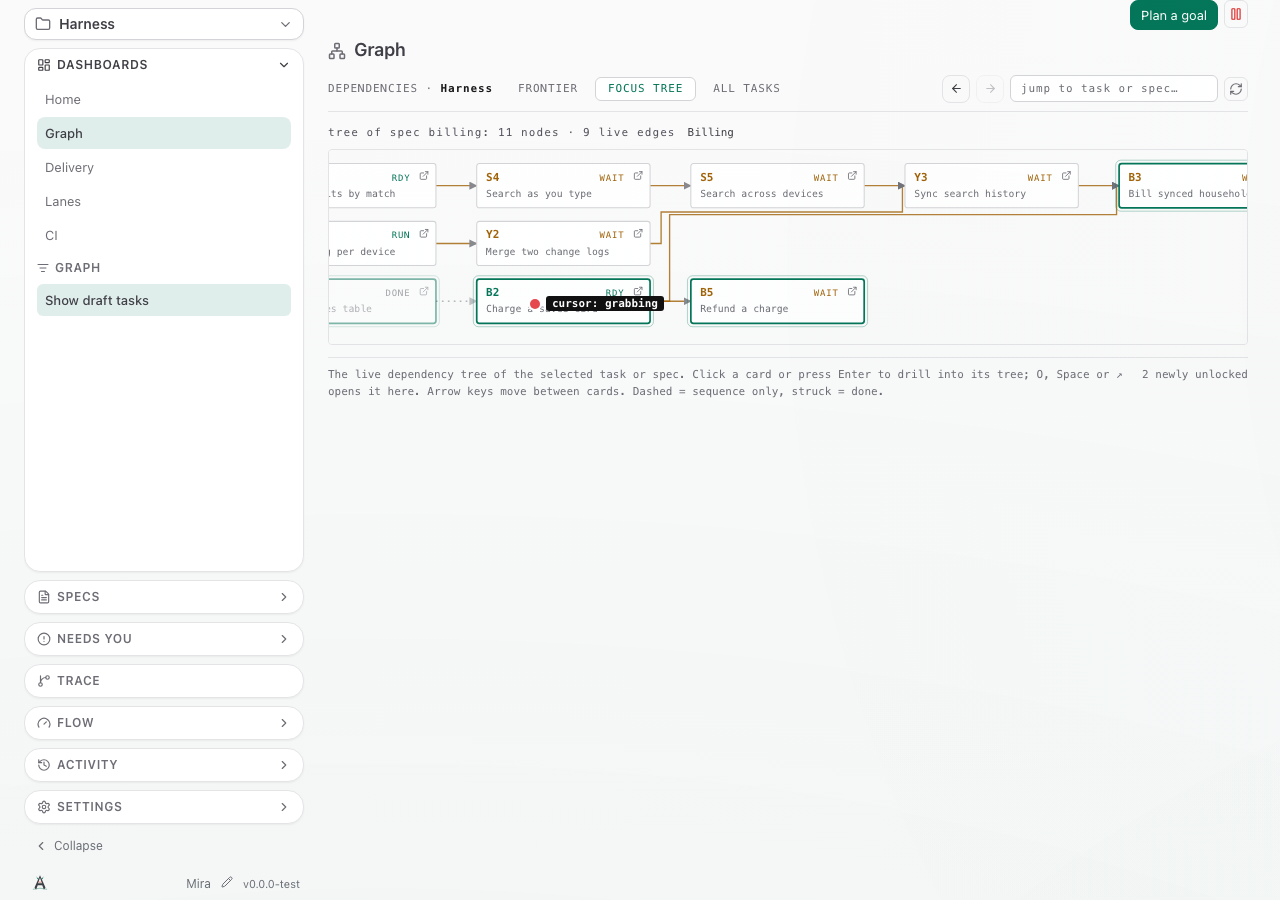 Harness
Plan a goal
DASHBOARDS
Home
Graph
Delivery
Lanes
CI
GRAPH
Show draft tasks
SPECS
NEEDS YOU
TRACE
FLOW
ACTIVITY
SETTINGS
Collapse
Mira v0.0.0-test
Graph
DEPENDENCIES · Harness FRONTIER FOCUS TREE ALL TASKS
jump to task or spec…
tree of spec billing: 11 nodes · 9 live edges Billing
RDY
by match
S4 WAIT
Search as you type
S5 WAIT
Search across devices
Y3 WAIT
Sync search history
B3
Bill synced
RUN
per device
Y2 WAIT
Merge two change logs
DONE
table
B2 RDY
Charge
cursor: grabbing
B5 WAIT
Refund a charge
The live dependency tree of the selected task or spec. Click a card or press Enter to drill into its tree; O, Space or ↗
opens it here. Arrow keys move between cards. Dashed = sequence only, struck = done.
2 newly unlocked